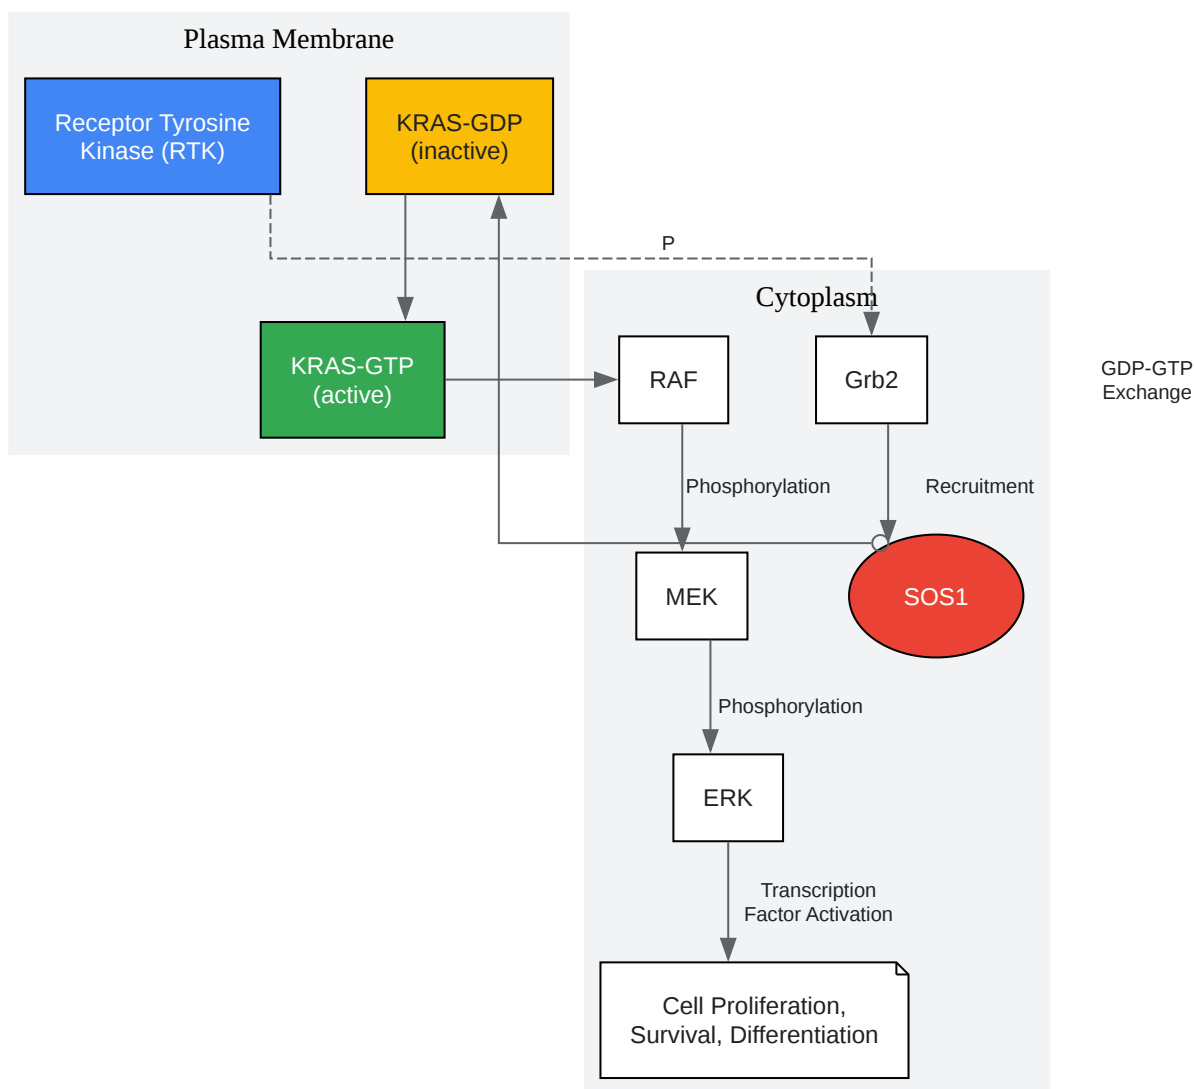 Plasma Membrane
Receptor Tyrosine
Kinase (RTK)
KRAS-GDP
(inactive)
P
Cytoplasm
KRAS-GTP
(active)
RAF
Grb2
GDP-GTP
Exchange
Phosphorylation
Recruitment
MEK
SOS1
Phosphorylation
ERK
Transcription
Factor Activation
Cell Proliferation,
Survival, Differentiation